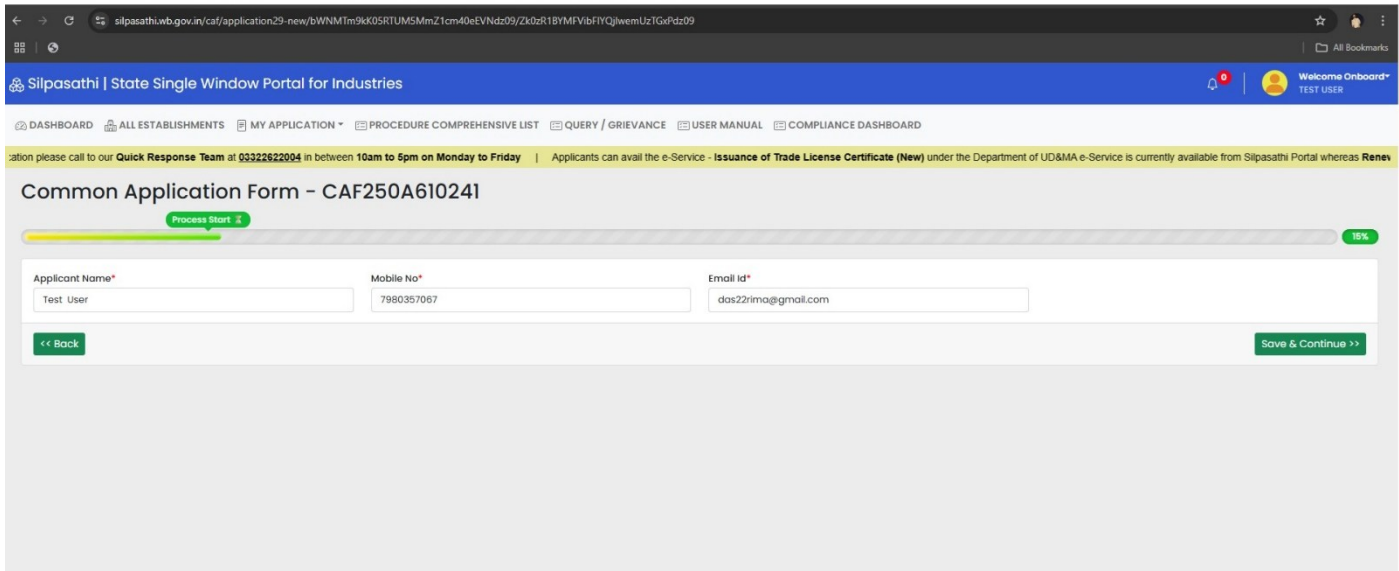 silpasathi.wb.gov.in/caf/application29-new/bWNMTm9kK05RTUM5MmZ1cm40eEVNdz09/Zk0zR1BYMFVibFlYQjlwemUzTGxPdz09
All Bookmarks
Silpasathi | State Single Window Portal for Industries
0
Welcome Onboard
TEST USER
DASHBOARD ALL ESTABLISHMENTS MY APPLICATION PROCEDURE COMPREHENSIVE LIST QUERY / GRIEVANCE USER MANUAL COMPLIANCE DASHBOARD
:ation please call to our Quick Response Team at 03322622004 in between 10am to 5pm on Monday to Friday | Applicants can avail the e-Service - Issuance of Trade License Certificate (New) under the Department of UD&MA e-Service is currently available from Silpasathi Portal whereas Renev
Common Application Form - CAF250A610241
Process Start
15%
Applicant Name* Mobile No* Email Id*
Test User 7980357067 das22rima@gmail.com
<< Back Save & Continue >>